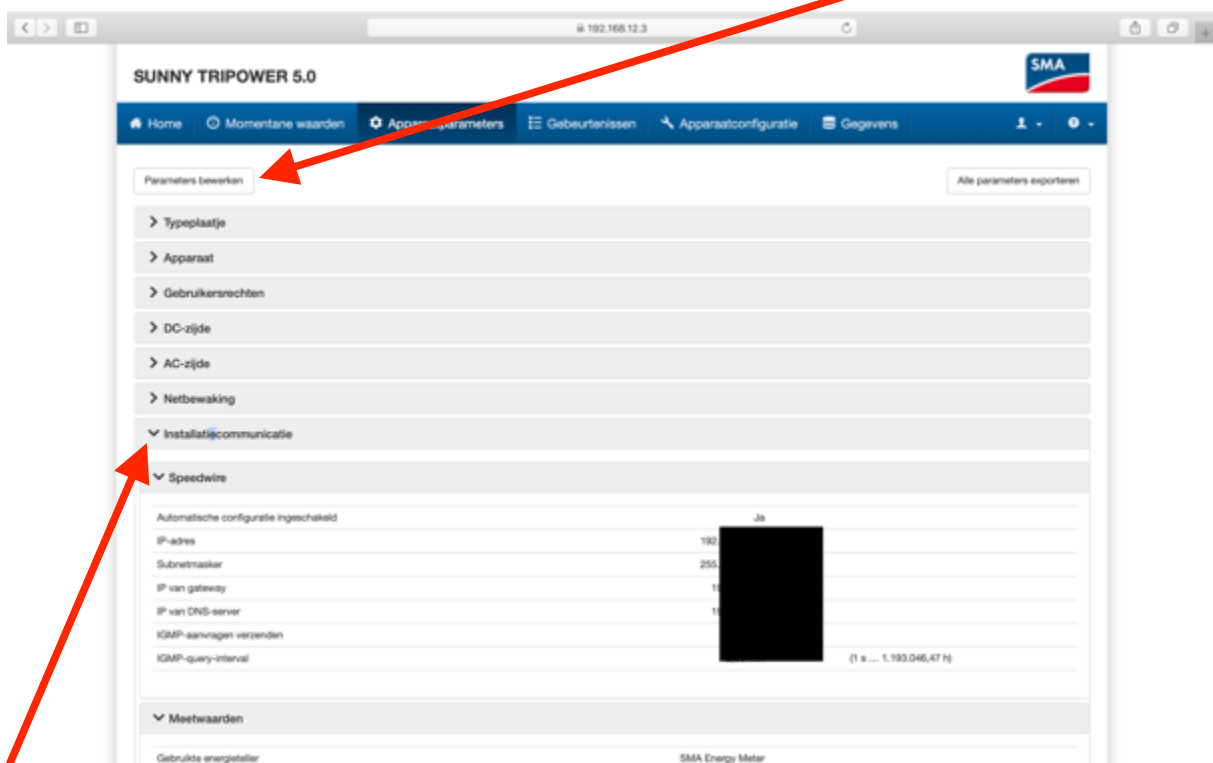 192.168.12.3
SUNNY TRIPOWER 5.0
SMA
Home Momentane waarden Apparaatparameters Gebeurtenissen Apparaatconfiguratie Gegevens
Parameters bewerken Alle parameters exporteren
Typeplaatje
Apparaat
Gebruikersrechten
DC-zijde
AC-zijde
Netbewaking
Installatiecommunicatie
Speedwire
Automatische configuratie ingeschakeld Ja
IP-adres 192.
Subnetmasker 255.
IP van gateway
IP van DNS-server
IGMP-aanvragen verzenden
IGMP-query-interval (1 s .... 1.193.046,47 h)
Meetwaarden
Gebruikte energieteller SMA Energy Meter